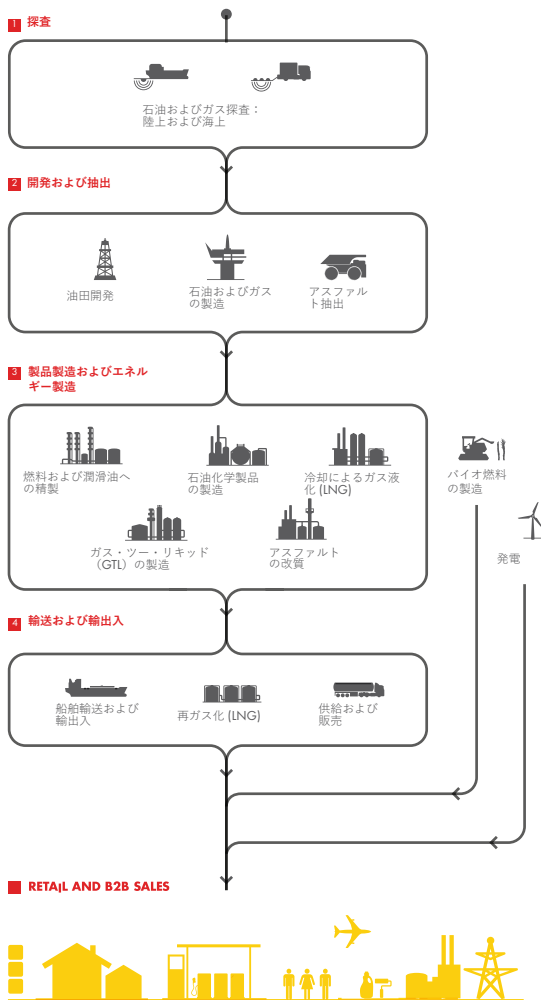 1 探査
石油およびガス探査：
陸上および海上
2 開発および抽出
油田開発
石油およびガス
の製造
アスファル
ト抽出
3 製品製造およびエネル
ギー製造
燃料および潤滑油へ
の精製
石油化学製品
の製造
冷却によるガス液
化 (LNG)
バイオ燃料
の製造
ガス・ツー・リキッド
（GTL）の製造
アスファルト
の改質
発電
4 輸送および輸出入
船舶輸送および
輸出入
再ガス化 (LNG)
供給および
販売
RETAIL AND B2B SALES